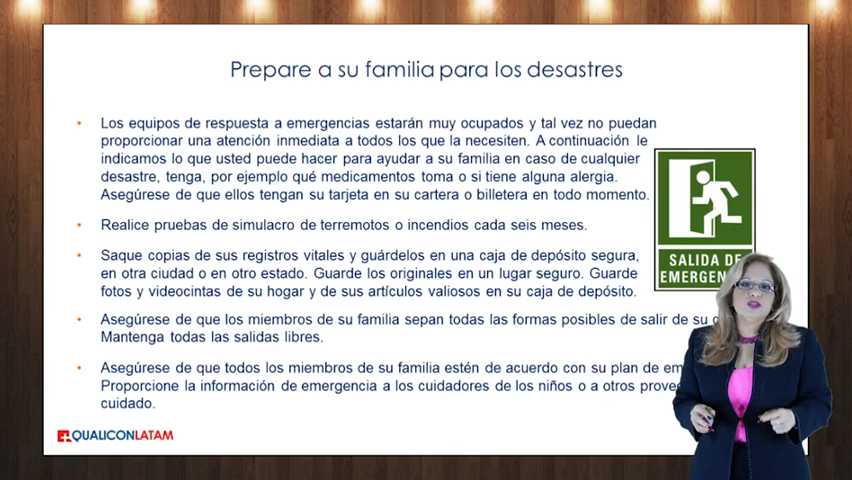 Prepare a su familia para los desastres
• Los equipos de respuesta a emergencias estarán muy ocupados y tal vez no puedan
proporcionar una atención inmediata a todos los que la necesiten. A continuación le
indicamos lo que usted puede hacer para ayudar a su familia en caso de cualquier
desastre, tenga, por ejemplo qué medicamentos toma o si tiene alguna alergia.
Asegúrese de que ellos tengan su tarjeta en su cartera o billetera en todo momento.
• Realice pruebas de simulacro de terremotos o incendios cada seis meses.
• Saque copias de sus registros vitales y guárdelos en una caja de depósito segura,
en otra ciudad o en otro estado. Guarde los originales en un lugar seguro. Guarde
fotos y videocintas de su hogar y de sus artículos valiosos en su caja de depósito.
• Asegúrese de que los miembros de su familia sepan todas las formas posibles de salir de su
Mantenga todas las salidas libres.
• Asegúrese de que todos los miembros de su familia estén de acuerdo con su plan de
Proporcione la información de emergencia a los cuidadores de los niños o a otros
cuidado.
SALIDA DE
QUALICONLATAM